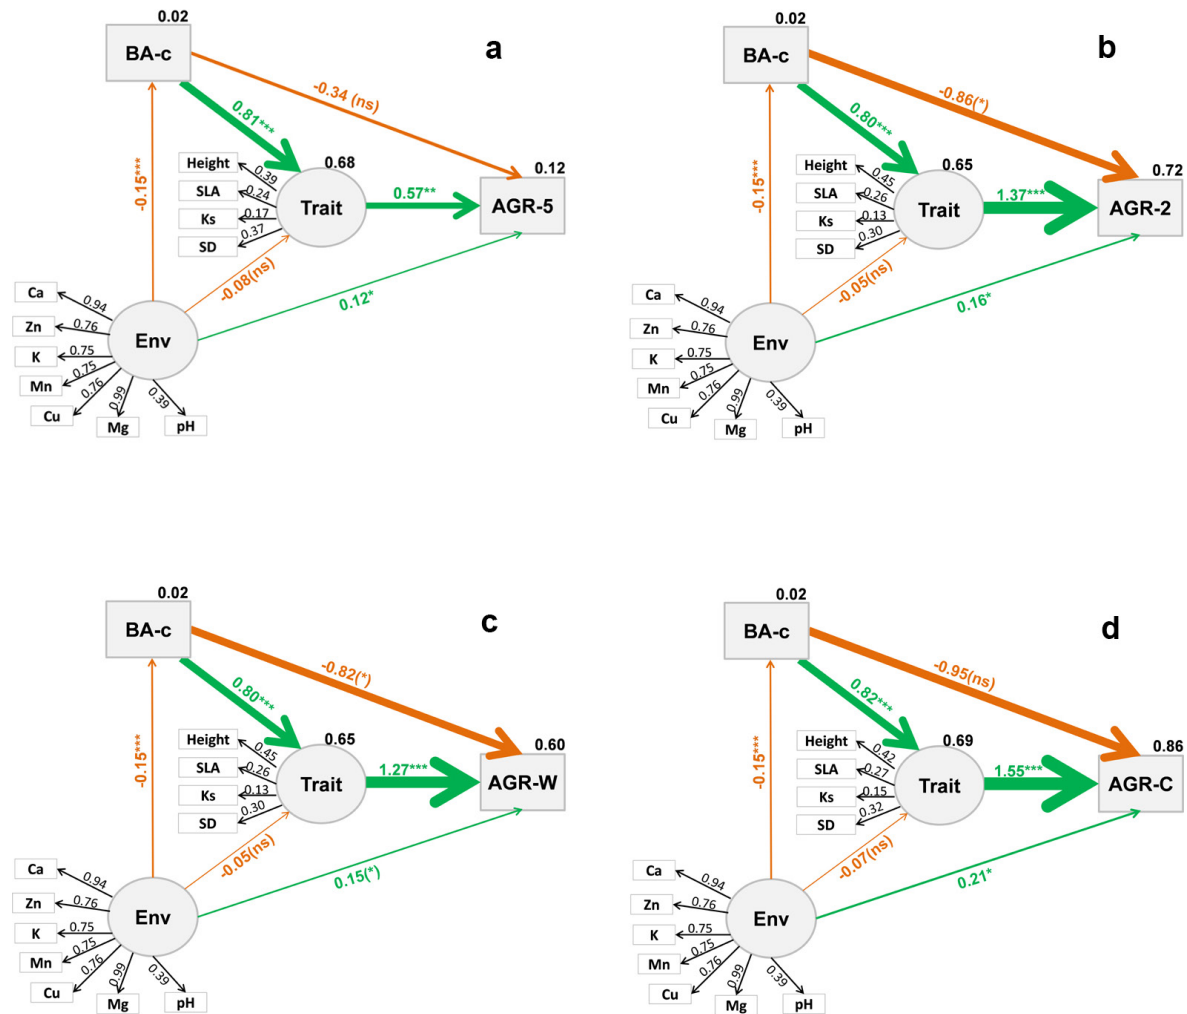 0.02
BA-c
a
-0.34 (ns)
0.81***
-0.15***
Height
0.39
0.68
0.12
SLA
0.24
Trait
0.57**
AGR-5
Ks
0.17
SD
0.37
-0.08(ns)
0.12*
Ca
0.94
Zn
0.76
Env
K
0.75
Mn
0.75
Cu
0.76
Mg
0.99
pH
0.39
0.02
BA-c
b
-0.86(*)
0.80***
-0.15***
Height
0.45
0.65
0.72
SLA
0.26
Trait
1.37***
AGR-2
Ks
0.13
SD
0.30
-0.05(ns)
0.16*
Ca
0.94
Zn
0.76
Env
K
0.75
Mn
0.75
Cu
0.76
Mg
0.99
pH
0.39
0.02
BA-c
c
-0.82(*)
0.80***
-0.15***
Height
0.45
0.65
0.60
SLA
0.26
Trait
1.27***
AGR-W
Ks
0.13
SD
0.30
-0.05(ns)
0.15(*)
Ca
0.94
Zn
0.76
Env
K
0.75
Mn
0.75
Cu
0.76
Mg
0.99
pH
0.39
0.02
BA-c
d
-0.95(ns)
0.82***
-0.15***
Height
0.42
0.69
0.86
SLA
0.27
Trait
1.55***
AGR-C
Ks
0.15
SD
0.32
-0.07(ns)
0.21*
Ca
0.94
Zn
0.76
Env
K
0.75
Mn
0.75
Cu
0.76
Mg
0.99
pH
0.39